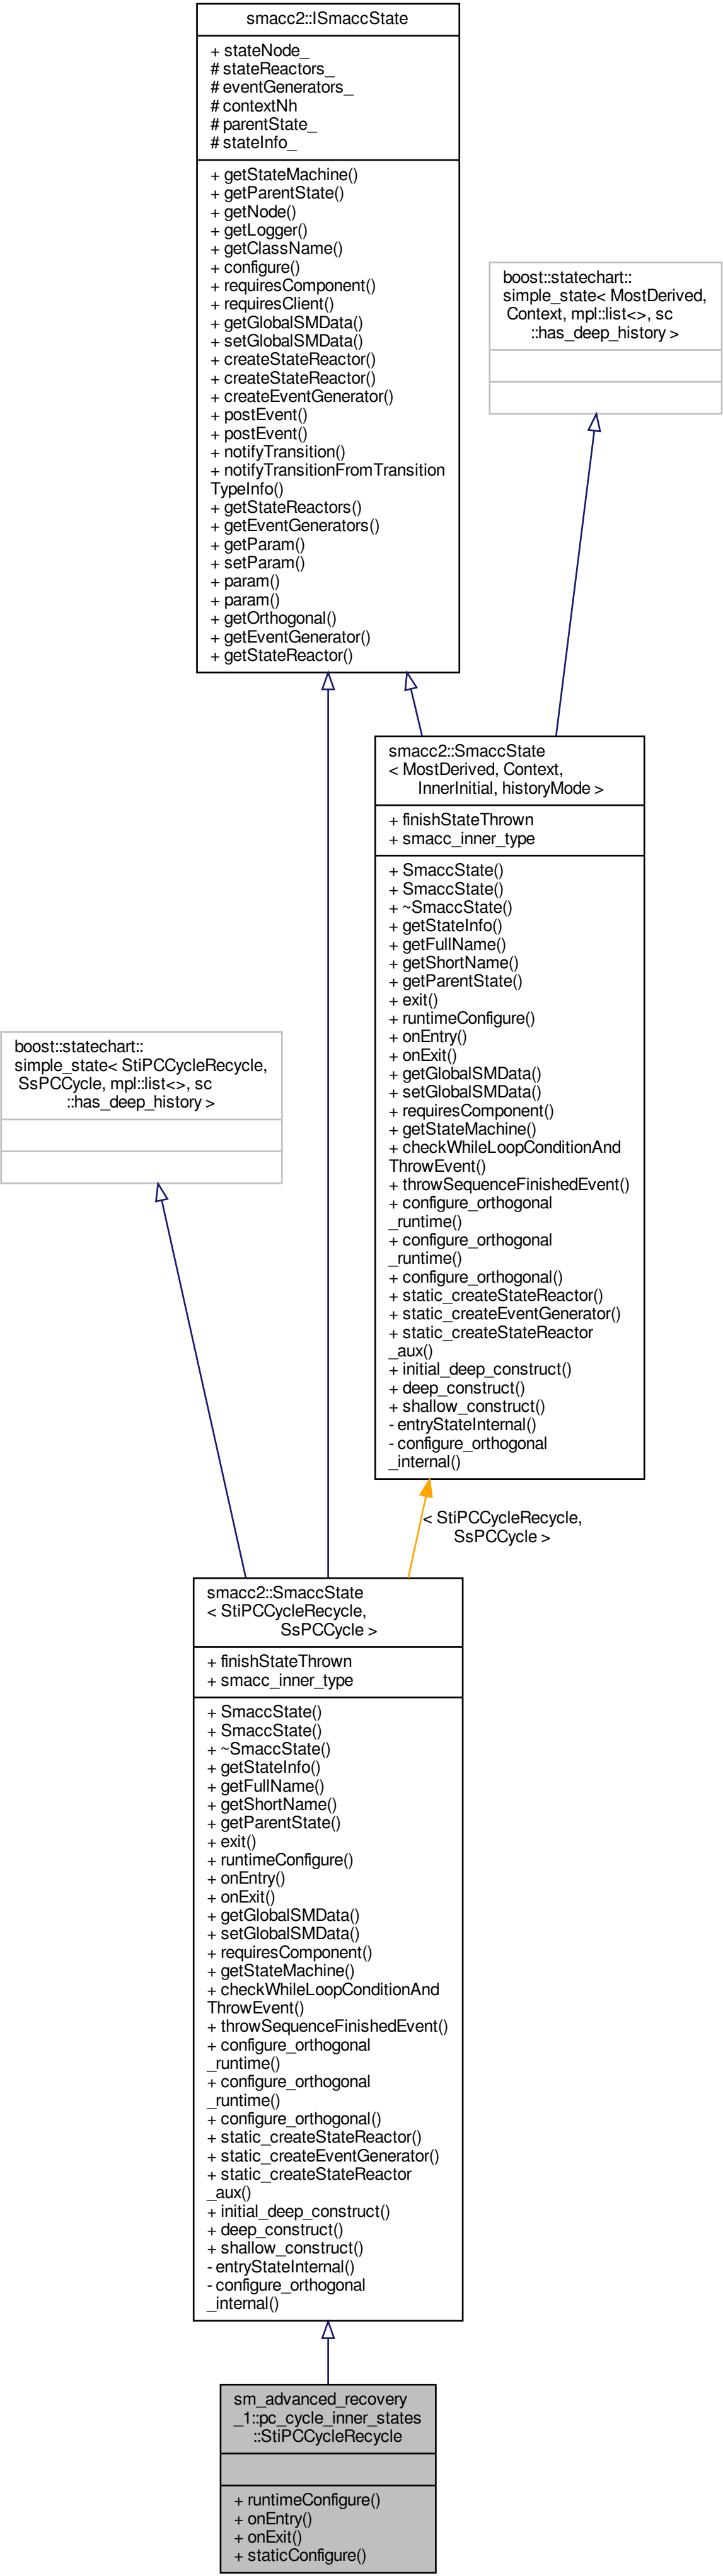 smacc2::ISmaccState
+ stateNode_
# stateReactors_
# eventGenerators_
# contextNh
# parentState_
# stateInfo_
+ getStateMachine()
+ getParentState()
+ getNode()
+ getLogger()
+ getClassName()
+ configure()
+ requiresComponent()
+ requiresClient()
+ getGlobalSMData()
+ setGlobalSMData()
+ createStateReactor()
+ createStateReactor()
+ createEventGenerator()
+ postEvent()
+ postEvent()
+ notifyTransition()
+ notifyTransitionFromTransition
TypeInfo()
+ getStateReactors()
+ getEventGenerators()
+ getParam()
+ setParam()
+ param()
+ param()
+ getOrthogonal()
+ getEventGenerator()
+ getStateReactor()
boost::statechart::
simple_state< MostDerived,
Context, mpl::list<>, sc
::has_deep_history >
smacc2::SmaccState
< MostDerived, Context,
InnerInitial, historyMode >
+ finishStateThrown
+ smacc_inner_type
+ SmaccState()
+ SmaccState()
+ ~SmaccState()
+ getStateInfo()
+ getFullName()
+ getShortName()
+ getParentState()
+ exit()
+ runtimeConfigure()
+ onEntry()
+ onExit()
+ getGlobalSMData()
+ setGlobalSMData()
+ requiresComponent()
+ getStateMachine()
+ checkWhileLoopConditionAnd
ThrowEvent()
+ throwSequenceFinishedEvent()
+ configure_orthogonal
_runtime()
+ configure_orthogonal
_runtime()
+ configure_orthogonal()
+ static_createStateReactor()
+ static_createEventGenerator()
+ static_createStateReactor
_aux()
+ initial_deep_construct()
+ deep_construct()
+ shallow_construct()
- entryStateInternal()
- configure_orthogonal
_internal()
boost::statechart::
simple_state< StiPCCycleRecycle,
SsPCCycle, mpl::list<>, sc
::has_deep_history >
< StiPCCycleRecycle,
SsPCCycle >
smacc2::SmaccState
< StiPCCycleRecycle,
SsPCCycle >
+ finishStateThrown
+ smacc_inner_type
+ SmaccState()
+ SmaccState()
+ ~SmaccState()
+ getStateInfo()
+ getFullName()
+ getShortName()
+ getParentState()
+ exit()
+ runtimeConfigure()
+ onEntry()
+ onExit()
+ getGlobalSMData()
+ setGlobalSMData()
+ requiresComponent()
+ getStateMachine()
+ checkWhileLoopConditionAnd
ThrowEvent()
+ throwSequenceFinishedEvent()
+ configure_orthogonal
_runtime()
+ configure_orthogonal
_runtime()
+ configure_orthogonal()
+ static_createStateReactor()
+ static_createEventGenerator()
+ static_createStateReactor
_aux()
+ initial_deep_construct()
+ deep_construct()
+ shallow_construct()
- entryStateInternal()
- configure_orthogonal
_internal()
sm_advanced_recovery
_1::pc_cycle_inner_states
::StiPCCycleRecycle
+ runtimeConfigure()
+ onEntry()
+ onExit()
+ staticConfigure()